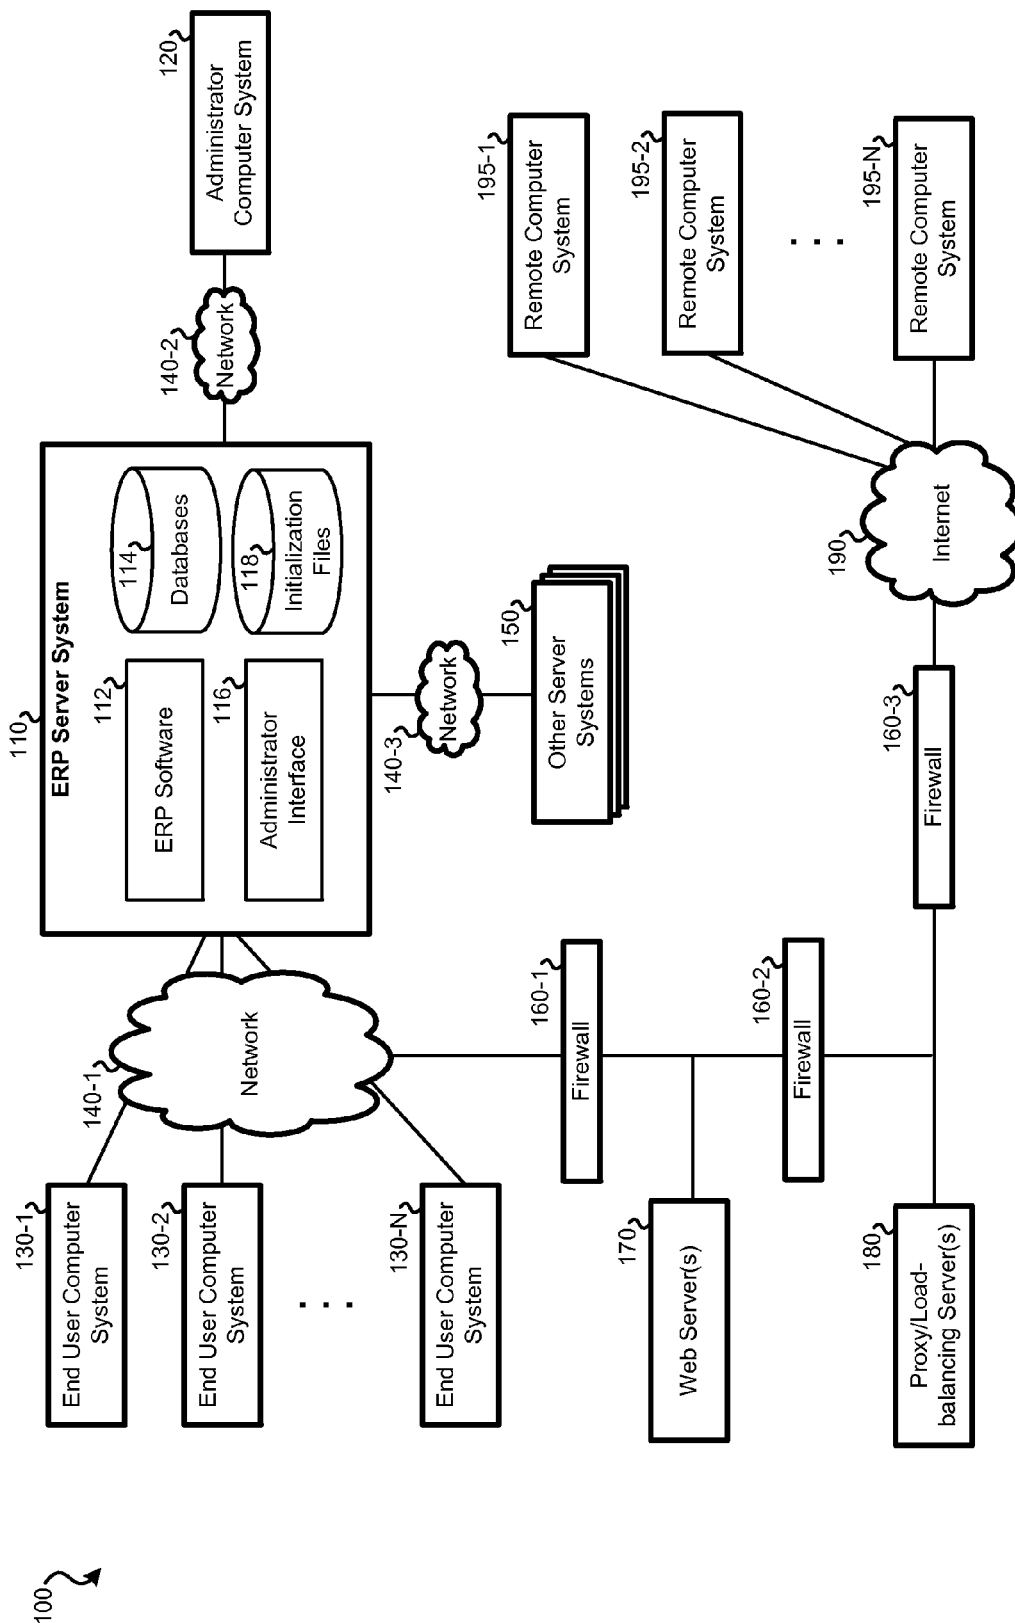 100
130-1
End User Computer
System
130-2
End User Computer
System
. . .
130-N
End User Computer
System
140-1
Network
110
ERP Server System
112
ERP Software
114
Databases
116
Administrator
Interface
118
Initialization
Files
140-2
Network
120
Administrator
Computer System
140-3
Network
150
Other Server
Systems
160-1
Firewall
170
Web Server(s)
160-2
Firewall
180
Proxy/Load-
balancing Server(s)
160-3
Firewall
190
Internet
195-1
Remote Computer
System
195-2
Remote Computer
System
. . .
195-N
Remote Computer
System